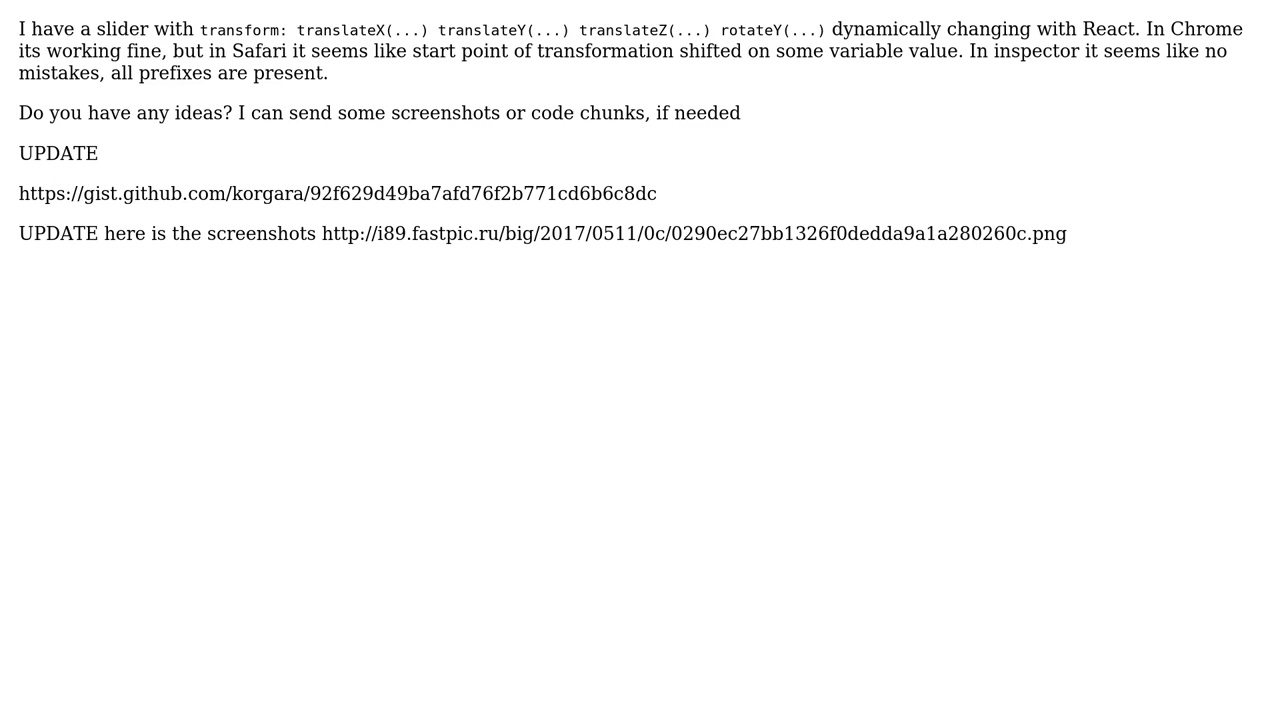 I have a slider with transform: translateX(...) translateY(...) translateZ(...) rotateY(...) dynamically changing with React. In Chrome
its working fine, but in Safari it seems like start point of transformation shifted on some variable value. In inspector it seems like no
mistakes, all prefixes are present.
Do you have any ideas? I can send some screenshots or code chunks, if needed
UPDATE
https://gist.github.com/korgara/92f629d49ba7afd76f2b771cd6b6c8dc
UPDATE here is the screenshots http://i89.fastpic.ru/big/2017/0511/0c/0290ec27bb1326f0dedda9a1a280260c.png